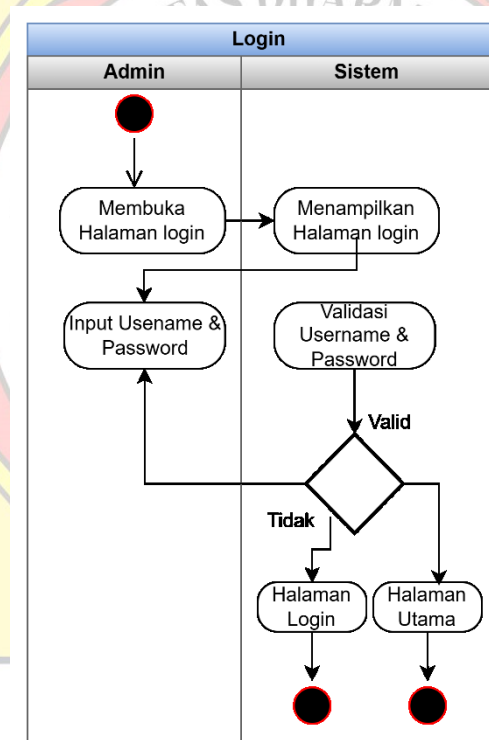 Login
Admin
Sistem
Membuka
Halaman login
Menampilkan
Halaman login
Input Usename &
Password
Validasi
Username &
Password
Valid
Tidak
Halaman
Login
Halaman
Utama